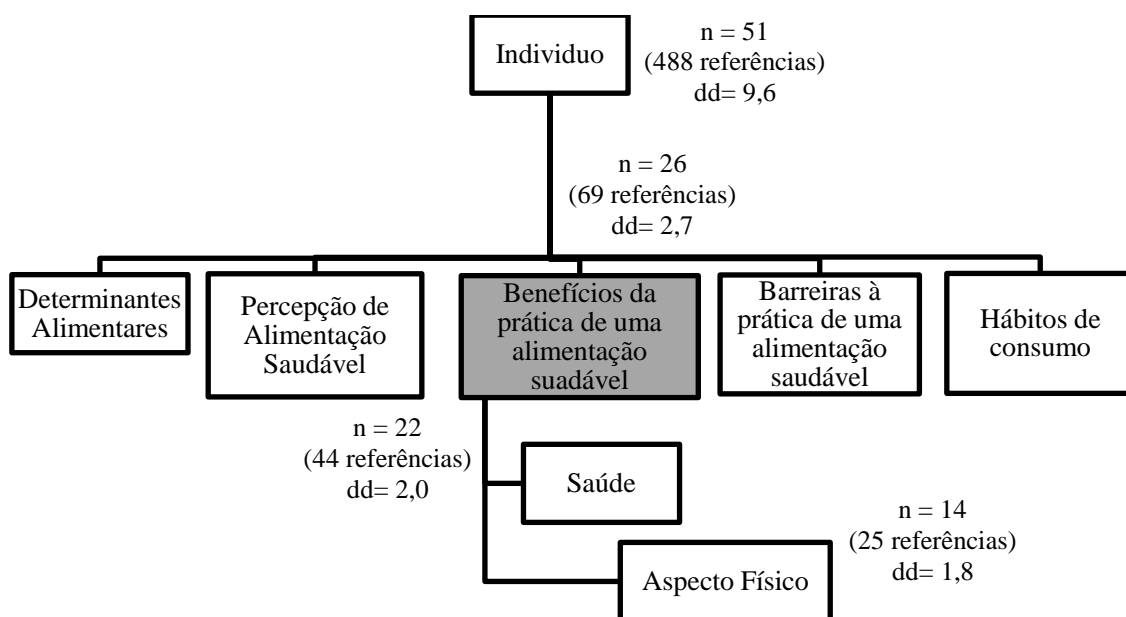 Individuo
n = 51
(488 referências)
dd= 9,6
n = 26
(69 referências)
dd= 2,7
Determinantes
Alimentares
Percepção de
Alimentação
Saudável
Benefícios da
prática de uma
alimentação
suadável
Barreiras à
prática de uma
alimentação
saudável
Hábitos de
consumo
n = 22
(44 referências)
dd= 2,0
Saúde
n = 14
(25 referências)
dd= 1,8
Aspecto Físico